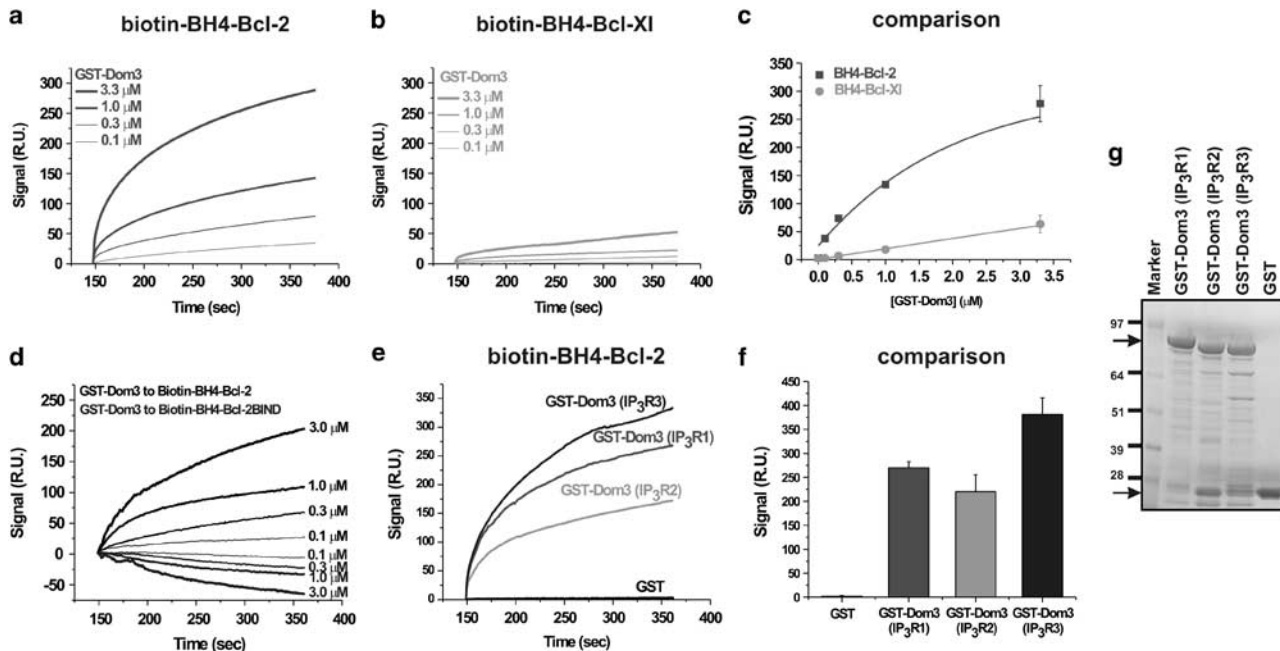 a
biotin-BH4-Bcl-2
GST-Dom3
3.3 μM
1.0 μM
0.3 μM
0.1 μM
Signal (R.U.)
300
250
200
150
100
50
0
100 150 200 250 300 350 400
Time (sec)
b
biotin-BH4-Bcl-Xl
GST-Dom3
3.3 μM
1.0 μM
0.3 μM
0.1 μM
Signal (R.U.)
300
250
200
150
100
50
0
100 150 200 250 300 350 400
Time (sec)
c
comparison
BH4-Bcl-2
BH4-Bcl-Xl
Signal (R.U.)
350
300
250
200
150
100
50
0
0.0 0.5 1.0 1.5 2.0 2.5 3.0 3.5
[GST-Dom3] (μM)
d
GST-Dom3 to Biotin-BH4-Bcl-2
GST-Dom3 to Biotin-BH4-Bcl-2BIND
3.0 μM
1.0 μM
0.3 μM
0.1 μM
0.1 μM
0.3 μM
1.0 μM
3.0 μM
Signal (R.U.)
250
200
150
100
50
0
-50
100 150 200 250 300 350 400
Time (sec)
e
biotin-BH4-Bcl-2
GST-Dom3 (IP3R3)
GST-Dom3 (IP3R1)
GST-Dom3 (IP3R2)
GST
Signal (R.U.)
350
300
250
200
150
100
50
0
100 150 200 250 300 350 400
Time (sec)
f
comparison
Signal (R.U.)
450
400
350
300
250
200
150
100
50
0
GST
GST-Dom3 (IP3R1)
GST-Dom3 (IP3R2)
GST-Dom3 (IP3R3)
g
Marker
GST-Dom3 (IP3R1)
GST-Dom3 (IP3R2)
GST-Dom3 (IP3R3)
GST
97
64
51
39
28